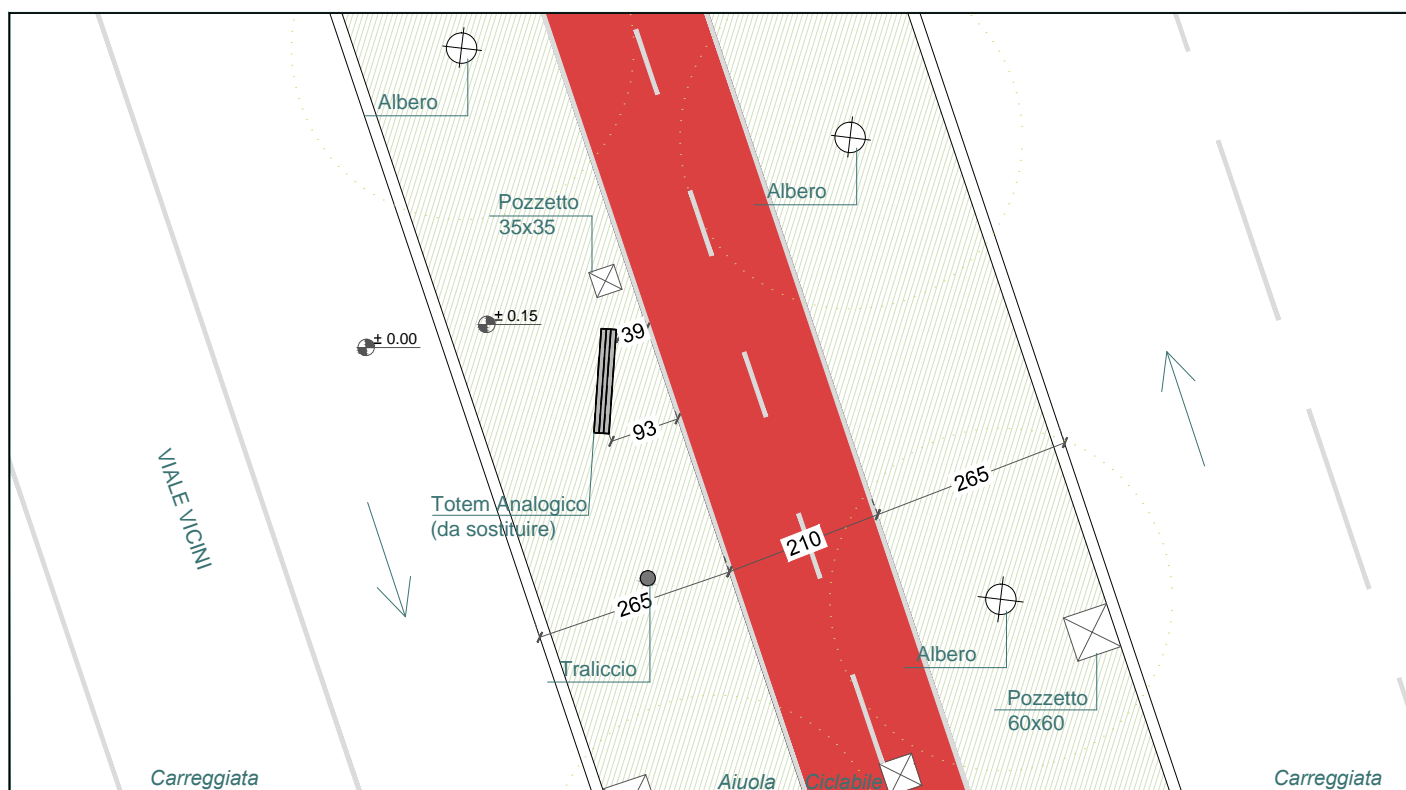 Albero
Albero
Pozzetto
35x35
± 0.15
± 0.00
39
93
VIALE VICINI
265
Totem Analogico
(da sostituire)
210
265
Traliccio
Albero
Pozzetto
60x60
Carreggiata
Aiuola
Ciclabile
Carreggiata